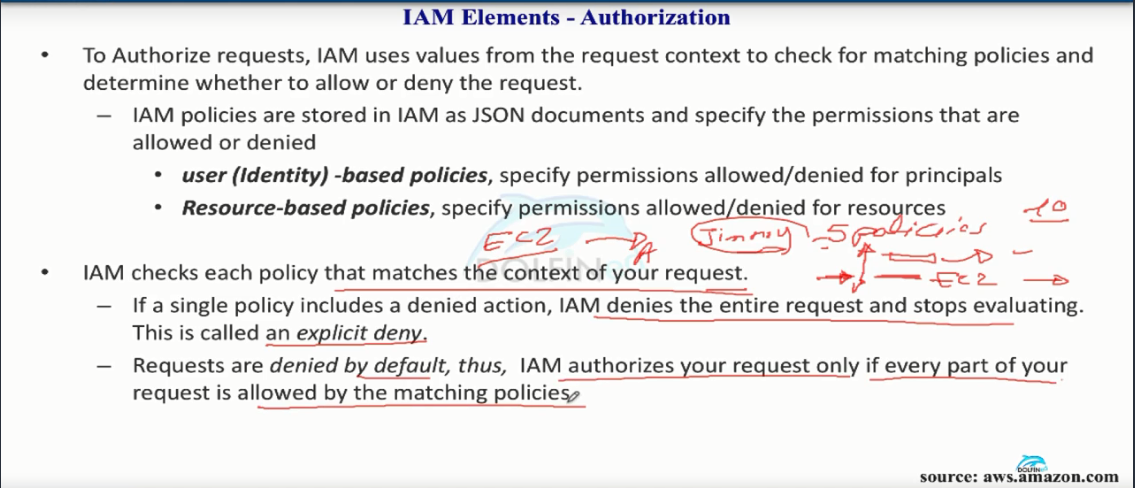 IAM Elements - Authorization
• To Authorize requests, IAM uses values from the request context to check for matching policies and
determine whether to allow or deny the request.
– IAM policies are stored in IAM as JSON documents and specify the permissions that are
allowed or denied
• user (Identity) -based policies, specify permissions allowed/denied for principals
• Resource-based policies, specify permissions allowed/denied for resources
10
EC2 Jimmy 5 policies
A
EC2
DOLFIN
• IAM checks each policy that matches the context of your request.
– If a single policy includes a denied action, IAM denies the entire request and stops evaluating.
This is called an explicit deny.
– Requests are denied by default, thus, IAM authorizes your request only if every part of your
request is allowed by the matching policies
DOLFIN
source: aws.amazon.com